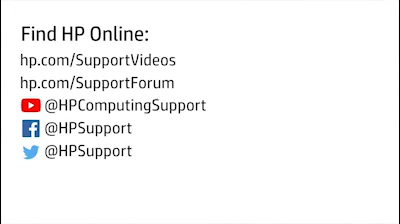 Find HP Online:
hp.com/SupportVideos
hp.com/SupportForum
@HPComputingSupport
@HPSupport
@HPSupport